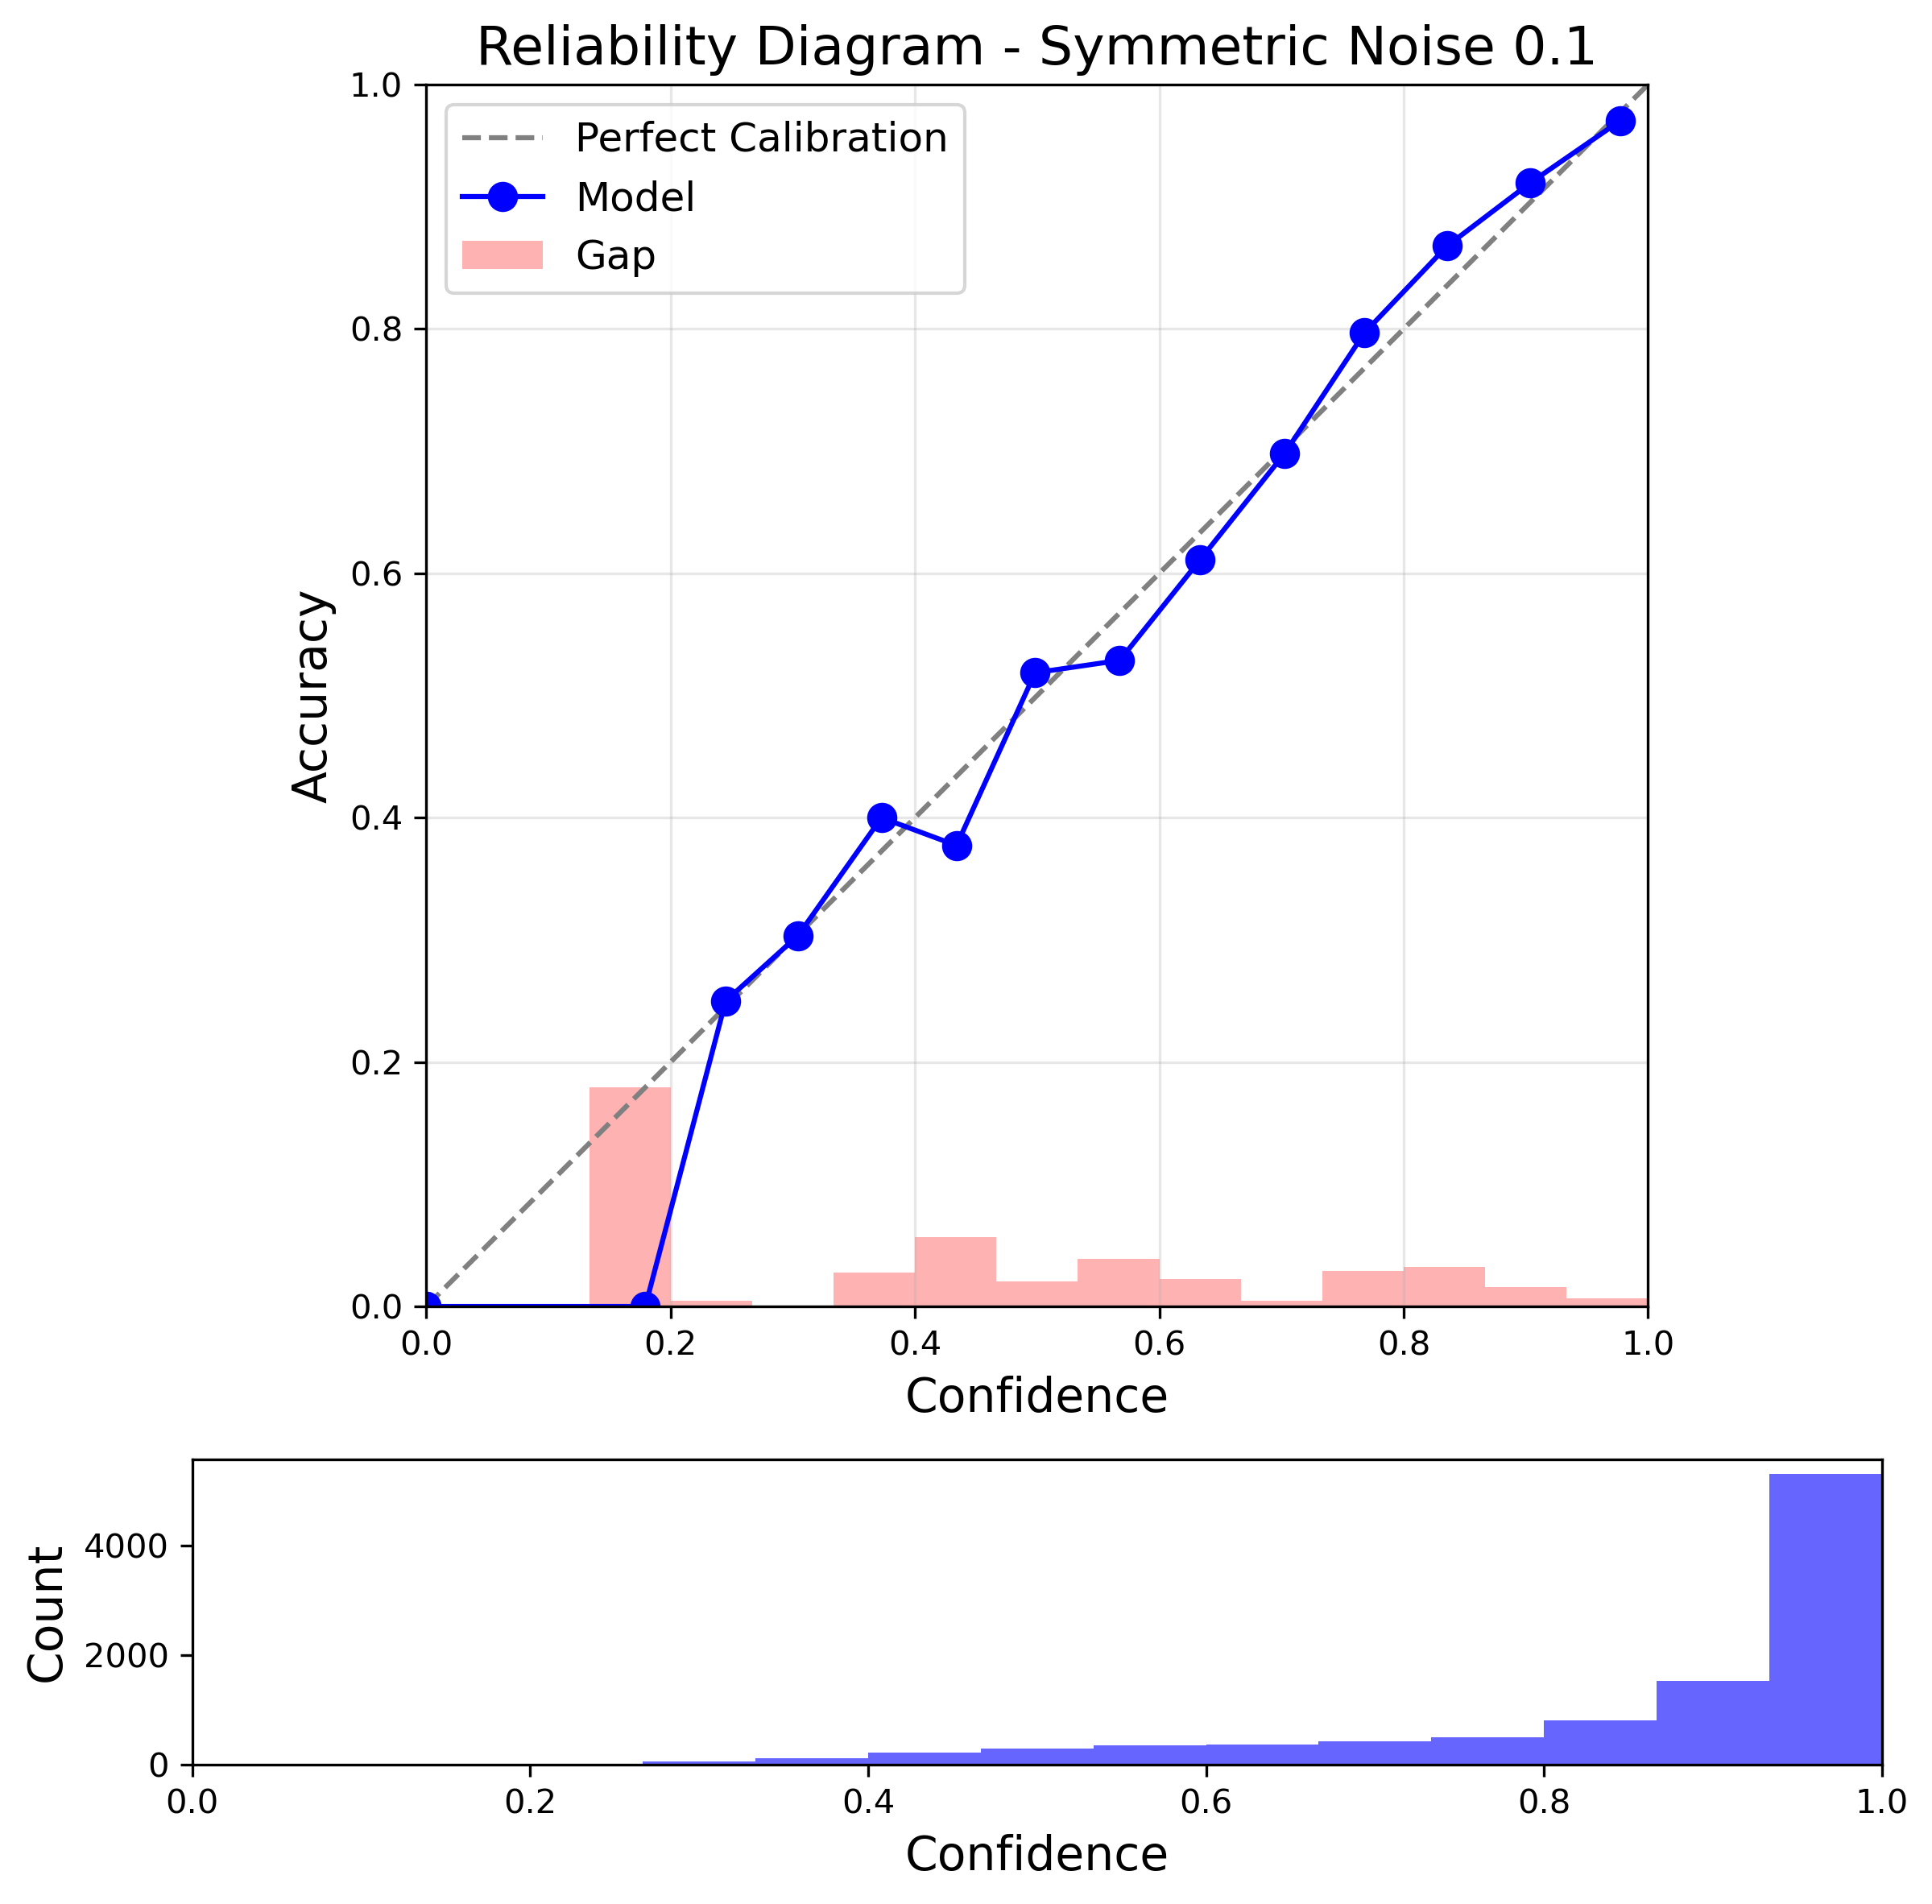 Reliability Diagram - Symmetric Noise 0.1
1.0
0.8
0.6
0.4
0.2
0.0
Accuracy
Perfect Calibration
Model
Gap
0.0 0.2 0.4 0.6 0.8 1.0
Confidence
4000
2000
0
Count
0.0 0.2 0.4 0.6 0.8 1.0
Confidence